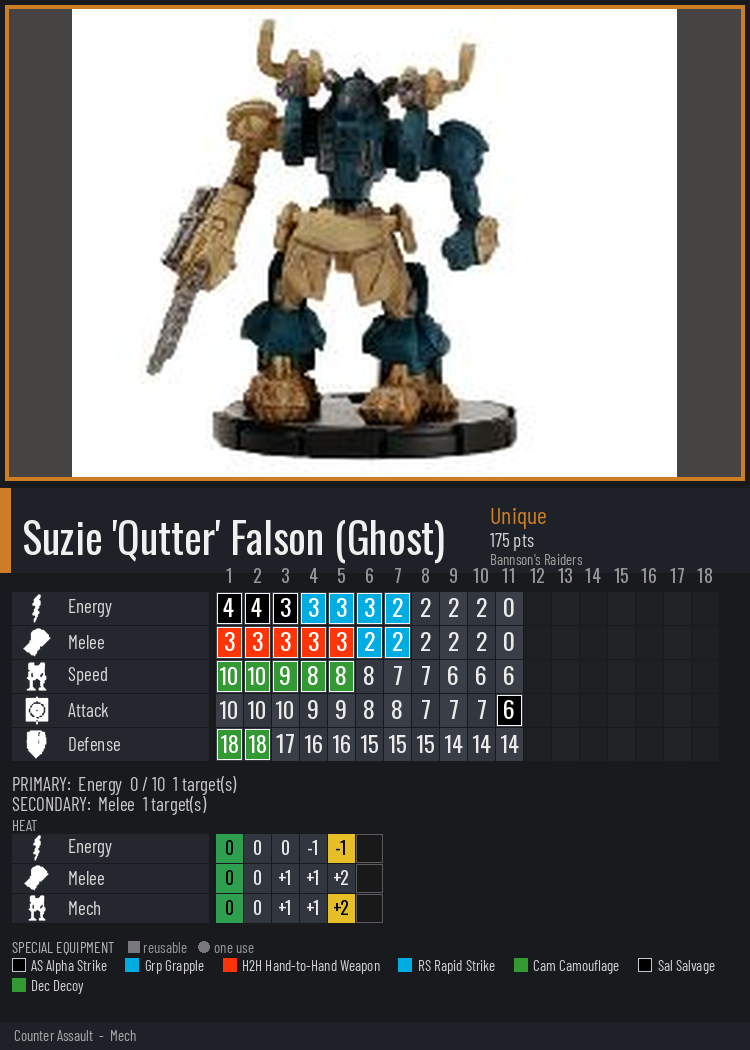 Suzie 'Qutter' Falson (Ghost)
Unique
175 pts
Bannson's Raiders
1 2 3 4 5 6 7 8 9 10 11 12 13 14 15 16 17 18
Energy 4 4 3 3 3 3 2 2 2 2 0
Melee 3 3 3 3 3 2 2 2 2 2 0
Speed 10 10 9 8 8 8 7 7 6 6 6
Attack 10 10 10 9 9 8 8 7 7 7 6
Defense 18 18 17 16 16 15 15 15 14 14 14
PRIMARY: Energy 0 / 10 1 target(s)
SECONDARY: Melee 1 target(s)
HEAT
Energy 0 0 0 -1 -1
Melee 0 0 +1 +1 +2
Mech 0 0 +1 +1 +2
SPECIAL EQUIPMENT reusable one use
AS Alpha Strike Grp Grapple H2H Hand-to-Hand Weapon RS Rapid Strike Cam Camouflage Sal Salvage
Dec Decoy
Counter Assault - Mech